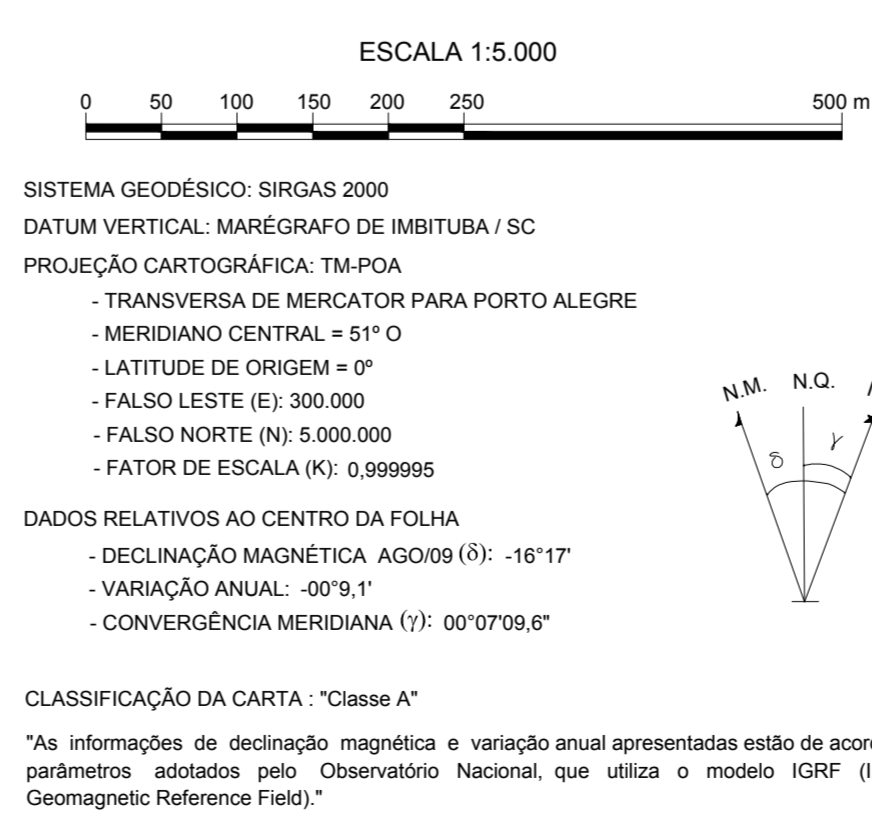 ESCALA 1:5.000
0 50 100 150 200 250 500 m
SISTEMA GEODÉSICO: SIRGAS 2000
DATUM VERTICAL: MARÉGRAFO DE IMBITUBA / SC
PROJEÇÃO CARTOGRÁFICA: TM-POA
- TRANSVERSA DE MERCATOR PARA PORTO ALEGRE
- MERIDIANO CENTRAL = 51º O
- LATITUDE DE ORIGEM = 0º
- FALSO LESTE (E): 300.000
- FALSO NORTE (N): 5.000.000
- FATOR DE ESCALA (K): 0,999995
N.M. N.Q.
δ γ
DADOS RELATIVOS AO CENTRO DA FOLHA
- DECLINAÇÃO MAGNÉTICA AGO/09 (δ): -16°17'
- VARIAÇÃO ANUAL: -00°9,1'
- CONVERGÊNCIA MERIDIANA (γ): 00°07'09,6"
CLASSIFICAÇÃO DA CARTA : "Classe A"
"As informações de declinação magnética e variação anual apresentadas estão de acor
parâmetros adotados pelo Observatório Nacional, que utiliza o modelo IGRF (I
Geomagnetic Reference Field)."